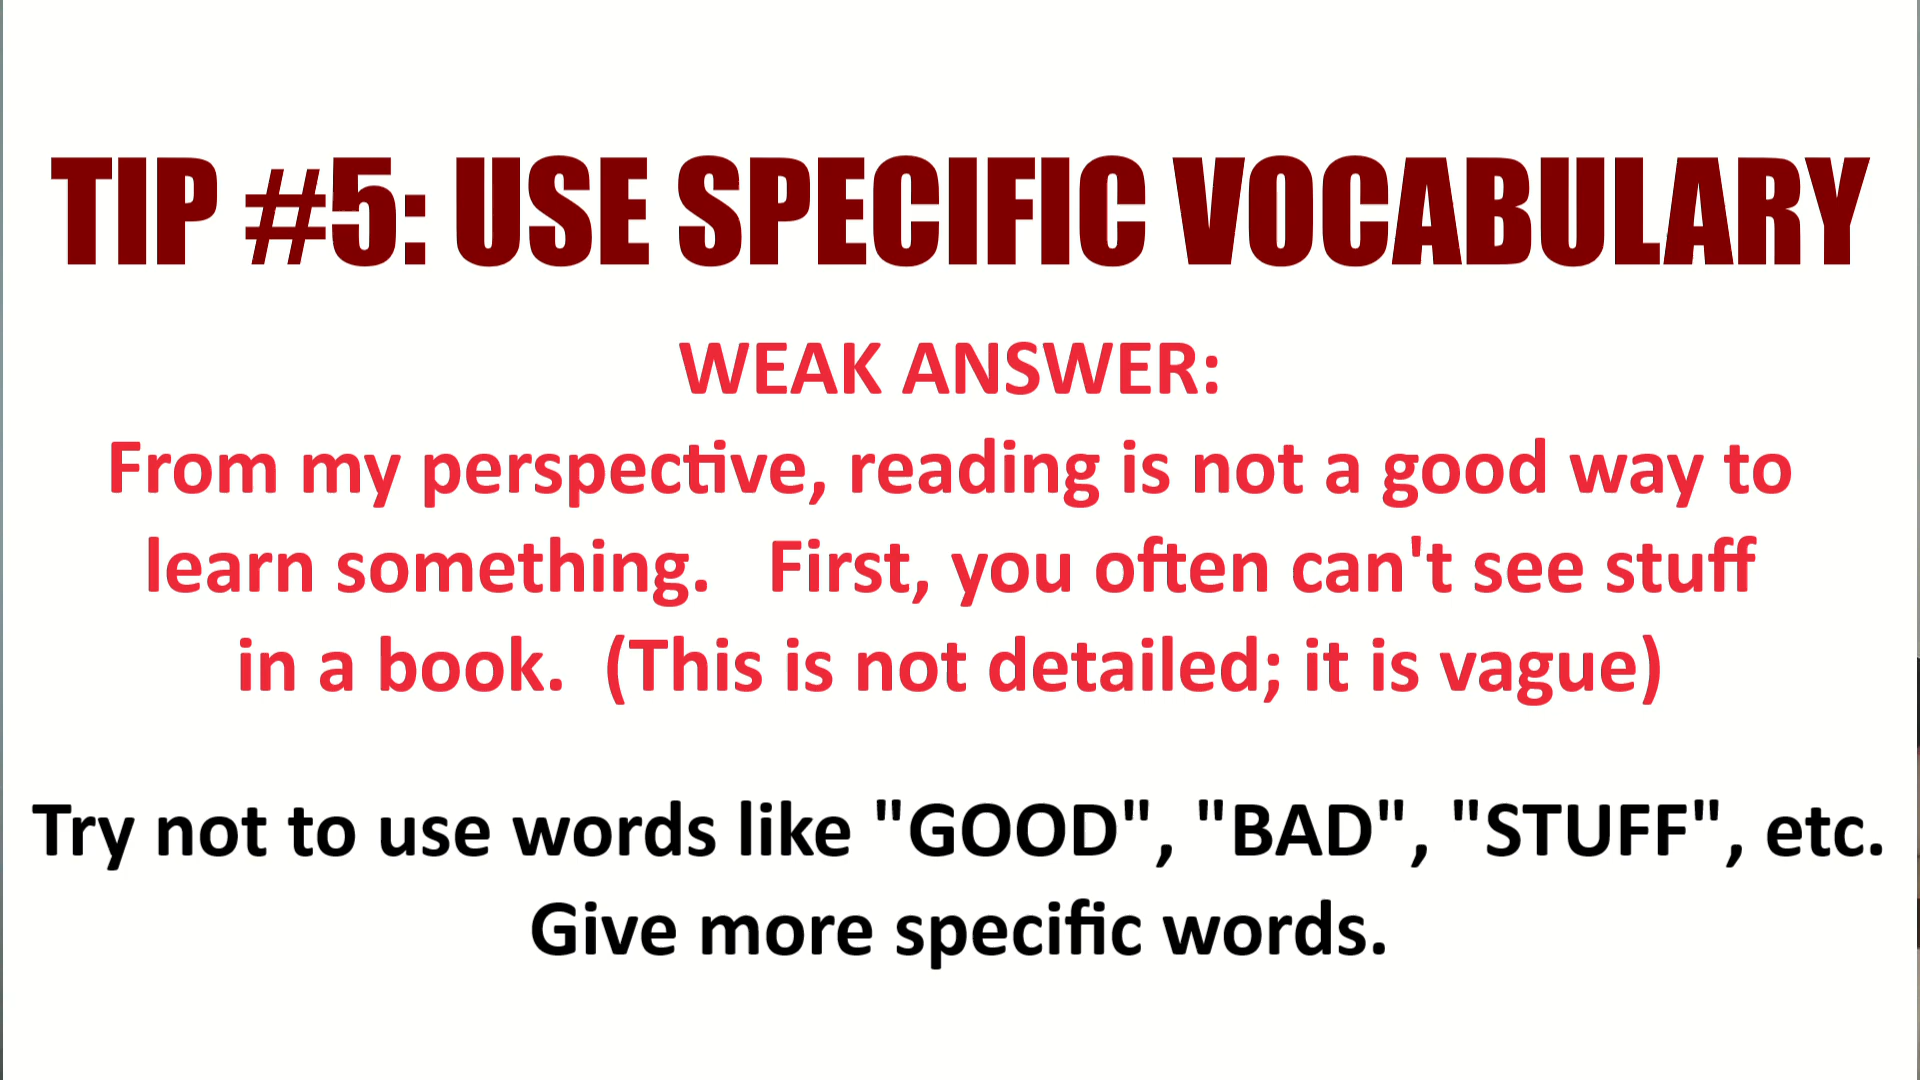 TIP #5: USE SPECIFIC VOCABULARY
WEAK ANSWER:
From my perspective, reading is not a good way to
learn something.   First, you often can't see stuff
in a book.  (This is not detailed; it is vague)
Try not to use words like "GOOD", "BAD", "STUFF", etc.
Give more specific words.